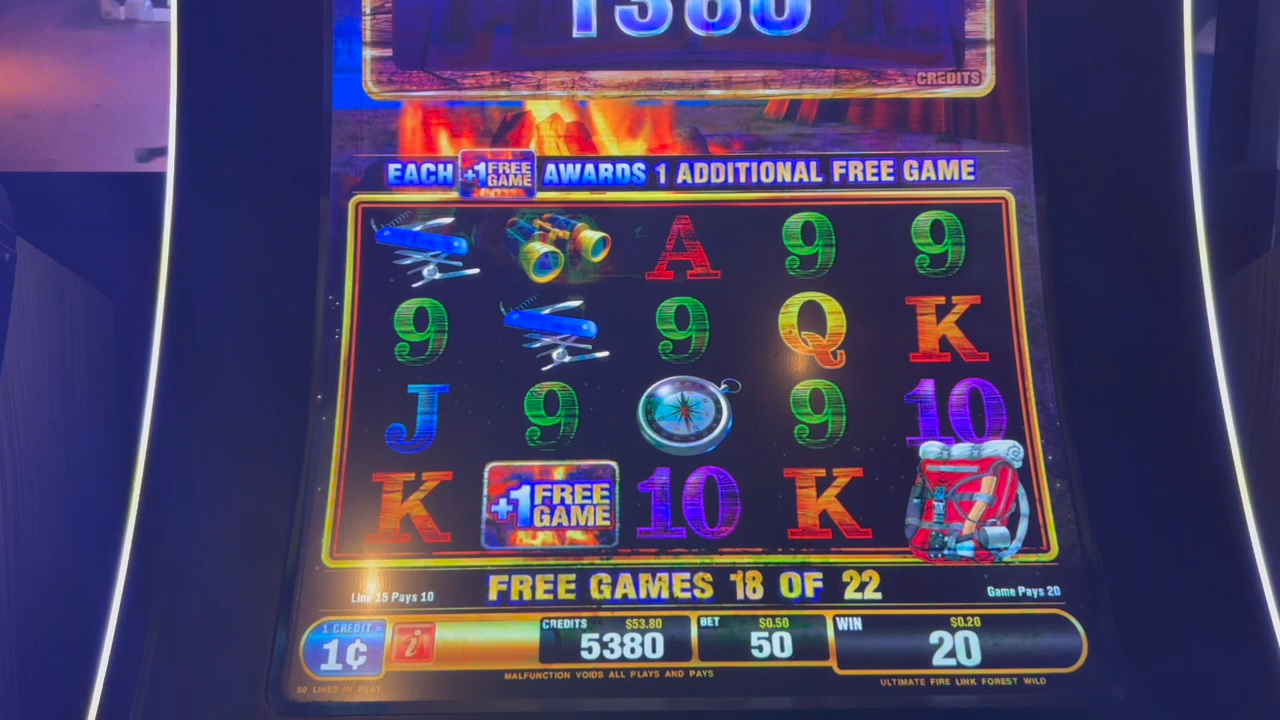 1380
CREDITS
EACH +1 FREE GAME AWARDS 1 ADDITIONAL FREE GAME
A 9 9
9 9 Q K
J 9 9 10
K +1 FREE GAME 10 K
FREE GAMES 18 OF 22
Line 15 Pays 10
Game Pays 20
1 CREDIT = 1¢
i
CREDITS $53.80
5380
BET $0.50
50
WIN $0.20
20
50 LINES IN PLAY
MALFUNCTION VOIDS ALL PLAYS AND PAYS
ULTIMATE FIRE LINK FOREST WILD